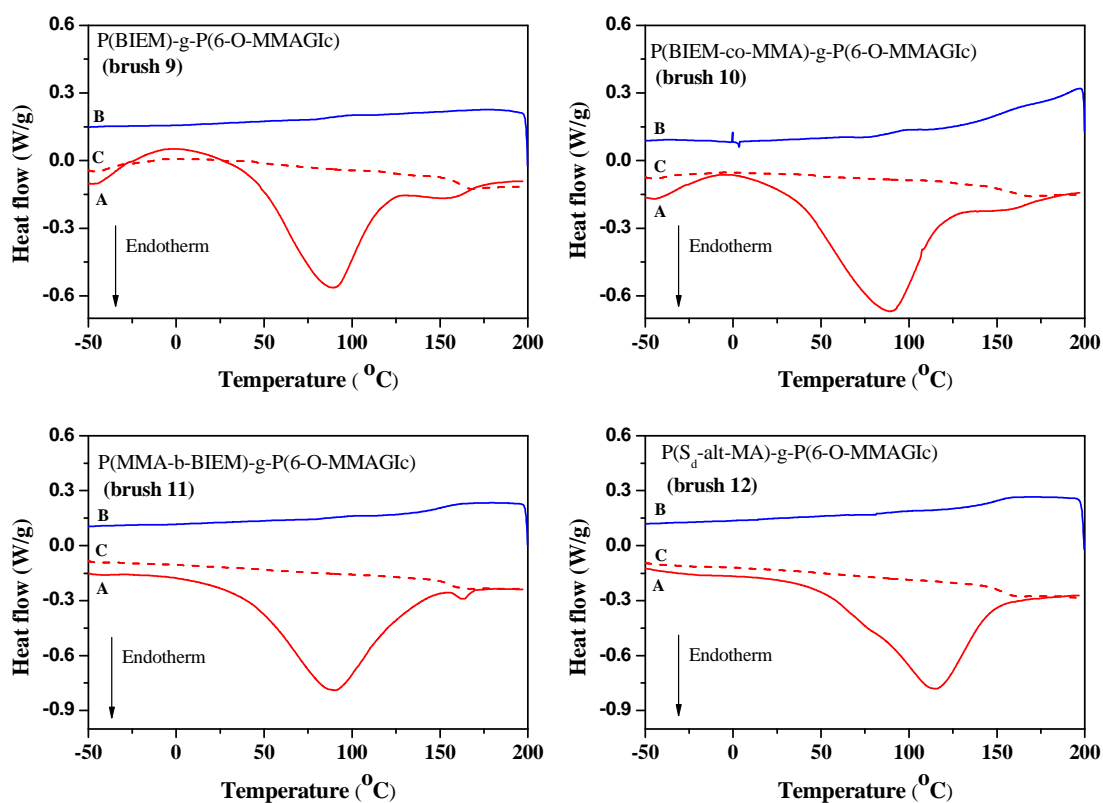 P(BIEM)-g-P(6-O-MMAGIc)
(brush 9)
0.6
0.3
0.0
-0.3
-0.6
Heat flow (W/g)
B
C
A
Endotherm
-50 0 50 100 150 200
Temperature ( °C)
P(BIEM-co-MMA)-g-P(6-O-MMAGIc)
(brush 10)
0.6
0.3
0.0
-0.3
-0.6
Heat flow (W/g)
B
C
A
Endotherm
-50 0 50 100 150 200
Temperature ( °C)
P(MMA-b-BIEM)-g-P(6-O-MMAGIc)
(brush 11)
0.6
0.3
0.0
-0.3
-0.6
-0.9
Heat flow (W/g)
B
C
A
Endotherm
-50 0 50 100 150 200
Temperature (°C)
P(Sd-alt-MA)-g-P(6-O-MMAGIc)
(brush 12)
0.6
0.3
0.0
-0.3
-0.6
-0.9
Heat flow (W/g)
B
C
A
Endotherm
-50 0 50 100 150 200
Temperature (°C)